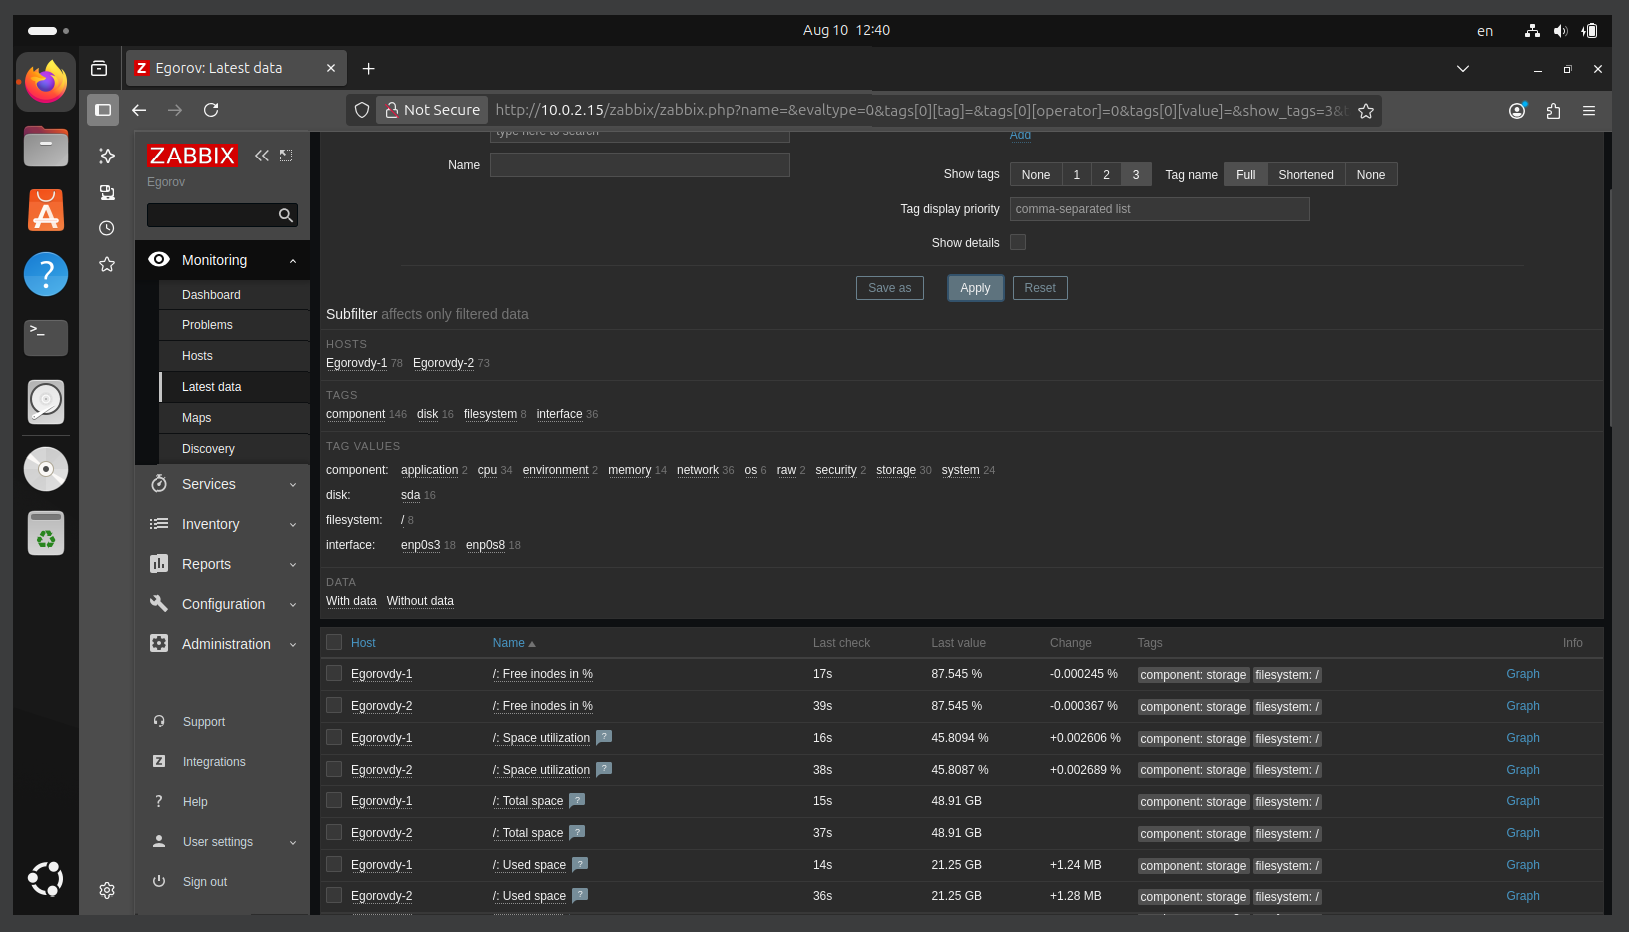 Aug 10 12:40
en
Egorov: Latest data
Not Secure
http://10.0.2.15/zabbix/zabbix.php?name=&evaltype=0&tags[0][tag]=&tags[0][operator]=0&tags[0][value]=&show_tags=3&t
ZABBIX
Egorov
Monitoring
Dashboard
Problems
Hosts
Latest data
Maps
Discovery
Services
Inventory
Reports
Configuration
Administration
Support
Integrations
Help
User settings
Sign out
type here to search
Add
Name
Show tags None 1 2 3 Tag name Full Shortened None
Tag display priority comma-separated list
Show details
Save as Apply Reset
Subfilter affects only filtered data
HOSTS
Egorovdy-1 78 Egorovdy-2 73
TAGS
component 146 disk 16 filesystem 8 interface 36
TAG VALUES
component: application 2 cpu 34 environment 2 memory 14 network 36 os 6 raw 2 security 2 storage 30 system 24
disk: sda 16
filesystem: / 8
interface: enp0s3 18 enp0s8 18
DATA
With data Without data
Host Name Last check Last value Change Tags Info
Egorovdy-1 /: Free inodes in % 17s 87.545 % -0.000245 % component: storage filesystem: / Graph
Egorovdy-2 /: Free inodes in % 39s 87.545 % -0.000367 % component: storage filesystem: / Graph
Egorovdy-1 /: Space utilization ? 16s 45.8094 % +0.002606 % component: storage filesystem: / Graph
Egorovdy-2 /: Space utilization ? 38s 45.8087 % +0.002689 % component: storage filesystem: / Graph
Egorovdy-1 /: Total space ? 15s 48.91 GB component: storage filesystem: / Graph
Egorovdy-2 /: Total space ? 37s 48.91 GB component: storage filesystem: / Graph
Egorovdy-1 /: Used space ? 14s 21.25 GB +1.24 MB component: storage filesystem: / Graph
Egorovdy-2 /: Used space ? 36s 21.25 GB +1.28 MB component: storage filesystem: / Graph